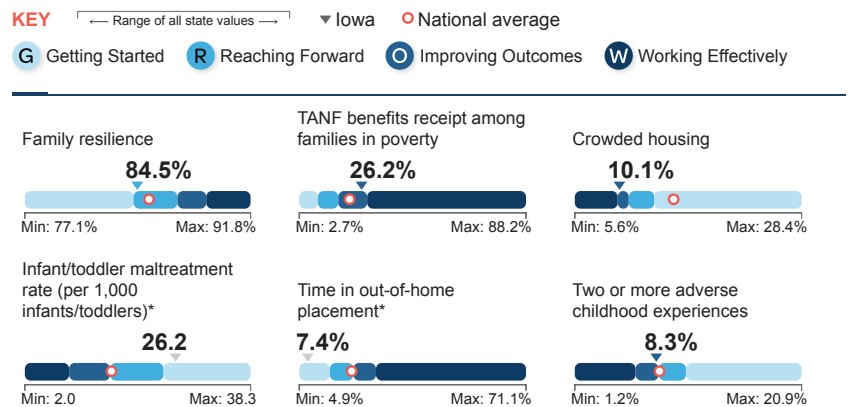 KEY Range of all state values Iowa National average
G Getting Started R Reaching Forward O Improving Outcomes W Working Effectively
Family resilience
84.5%
Min: 77.1% Max: 91.8%
TANF benefits receipt among
families in poverty
26.2%
Min: 2.7% Max: 88.2%
Crowded housing
10.1%
Min: 5.6% Max: 28.4%
Infant/toddler maltreatment
rate (per 1,000
infants/toddlers)*
26.2
Min: 2.0 Max: 38.3
Time in out-of-home
placement*
7.4%
Min: 4.9% Max: 71.1%
Two or more adverse
childhood experiences
8.3%
Min: 1.2% Max: 20.9%